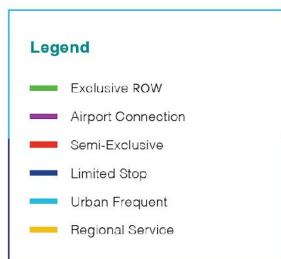 Legend
Exclusive ROW
Airport Connection
Semi-Exclusive
Limited Stop
Urban Frequent
Regional Service